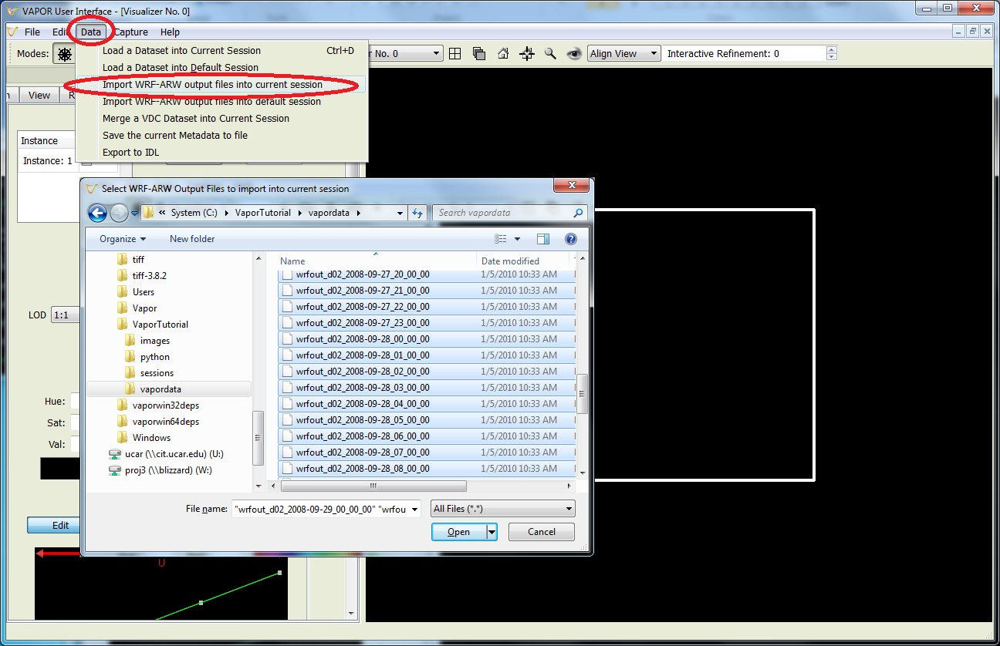 VAPOR User Interface - [Visualizer No. 0]
File Edit Data Capture Help
Modes: r No. 0 Align View Interactive Refinement: 0
Load a Dataset into Current Session Ctrl+D
Load a Dataset into Default Session
Import WRF-ARW output files into current session
Import WRF-ARW output files into default session
Merge a VDC Dataset into Current Session
Save the current Metadata to file
Export to IDL
View R
Instance
Instance: 1
LOD 1:1
Hue:
Sat:
Val:
Edit
U
Select WRF-ARW Output Files to import into current session
« System (C:) VaporTutorial vapordata Search vapordata
Organize New folder
tiff
tiff-3.8.2
Users
Vapor
VaporTutorial
images
python
sessions
vapordata
vaporwin32deps
vaporwin64deps
Windows
ucar (\\cit.ucar.edu) (U:)
proj3 (\\blizzard) (W:)
Name Date modified
wrfout_d02_2008-09-27_20_00_00 1/5/2010 10:33 AM
wrfout_d02_2008-09-27_21_00_00 1/5/2010 10:33 AM
wrfout_d02_2008-09-27_22_00_00 1/5/2010 10:33 AM
wrfout_d02_2008-09-27_23_00_00 1/5/2010 10:33 AM
wrfout_d02_2008-09-28_00_00_00 1/5/2010 10:33 AM
wrfout_d02_2008-09-28_01_00_00 1/5/2010 10:33 AM
wrfout_d02_2008-09-28_02_00_00 1/5/2010 10:33 AM
wrfout_d02_2008-09-28_03_00_00 1/5/2010 10:33 AM
wrfout_d02_2008-09-28_04_00_00 1/5/2010 10:33 AM
wrfout_d02_2008-09-28_05_00_00 1/5/2010 10:33 AM
wrfout_d02_2008-09-28_06_00_00 1/5/2010 10:33 AM
wrfout_d02_2008-09-28_07_00_00 1/5/2010 10:33 AM
wrfout_d02_2008-09-28_08_00_00 1/5/2010 10:33 AM
File name: "wrfout_d02_2008-09-29_00_00_00" "wrfou All Files (*.*)
Open Cancel